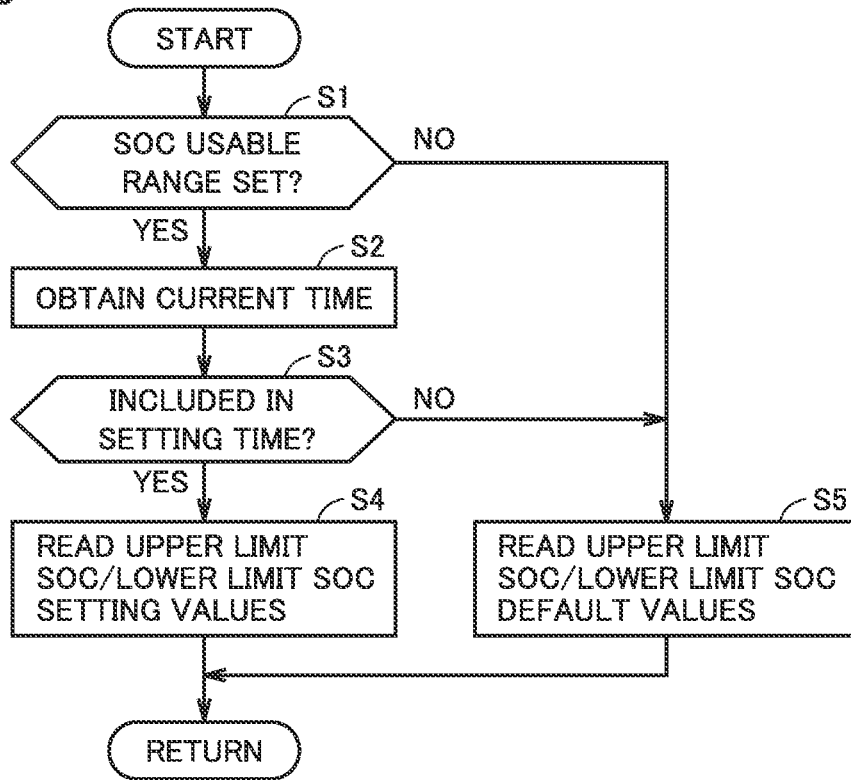 START
S1
SOC USABLE
RANGE SET?
NO
YES
S2
OBTAIN CURRENT TIME
S3
INCLUDED IN
SETTING TIME?
NO
YES
S4
READ UPPER LIMIT
SOC/LOWER LIMIT SOC
SETTING VALUES
S5
READ UPPER LIMIT
SOC/LOWER LIMIT SOC
DEFAULT VALUES
RETURN